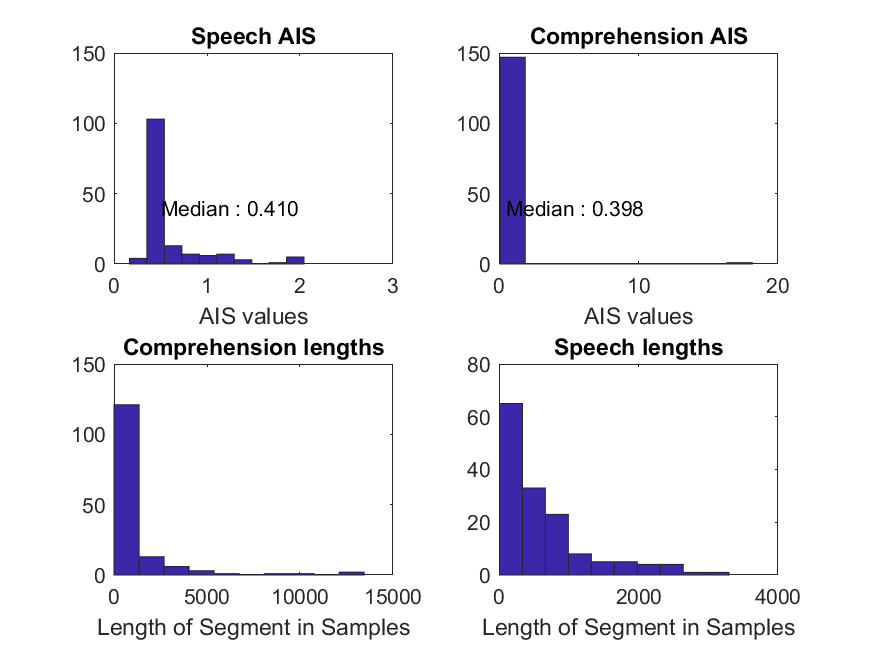 Speech AIS
150
100
50
0
Median : 0.410
0 1 2 3
AIS values
Comprehension AIS
150
100
50
0
Median : 0.398
0 10 20
AIS values
Comprehension lengths
150
100
50
0
0 5000 10000 15000
Length of Segment in Samples
Speech lengths
80
60
40
20
0
0 2000 4000
Length of Segment in Samples